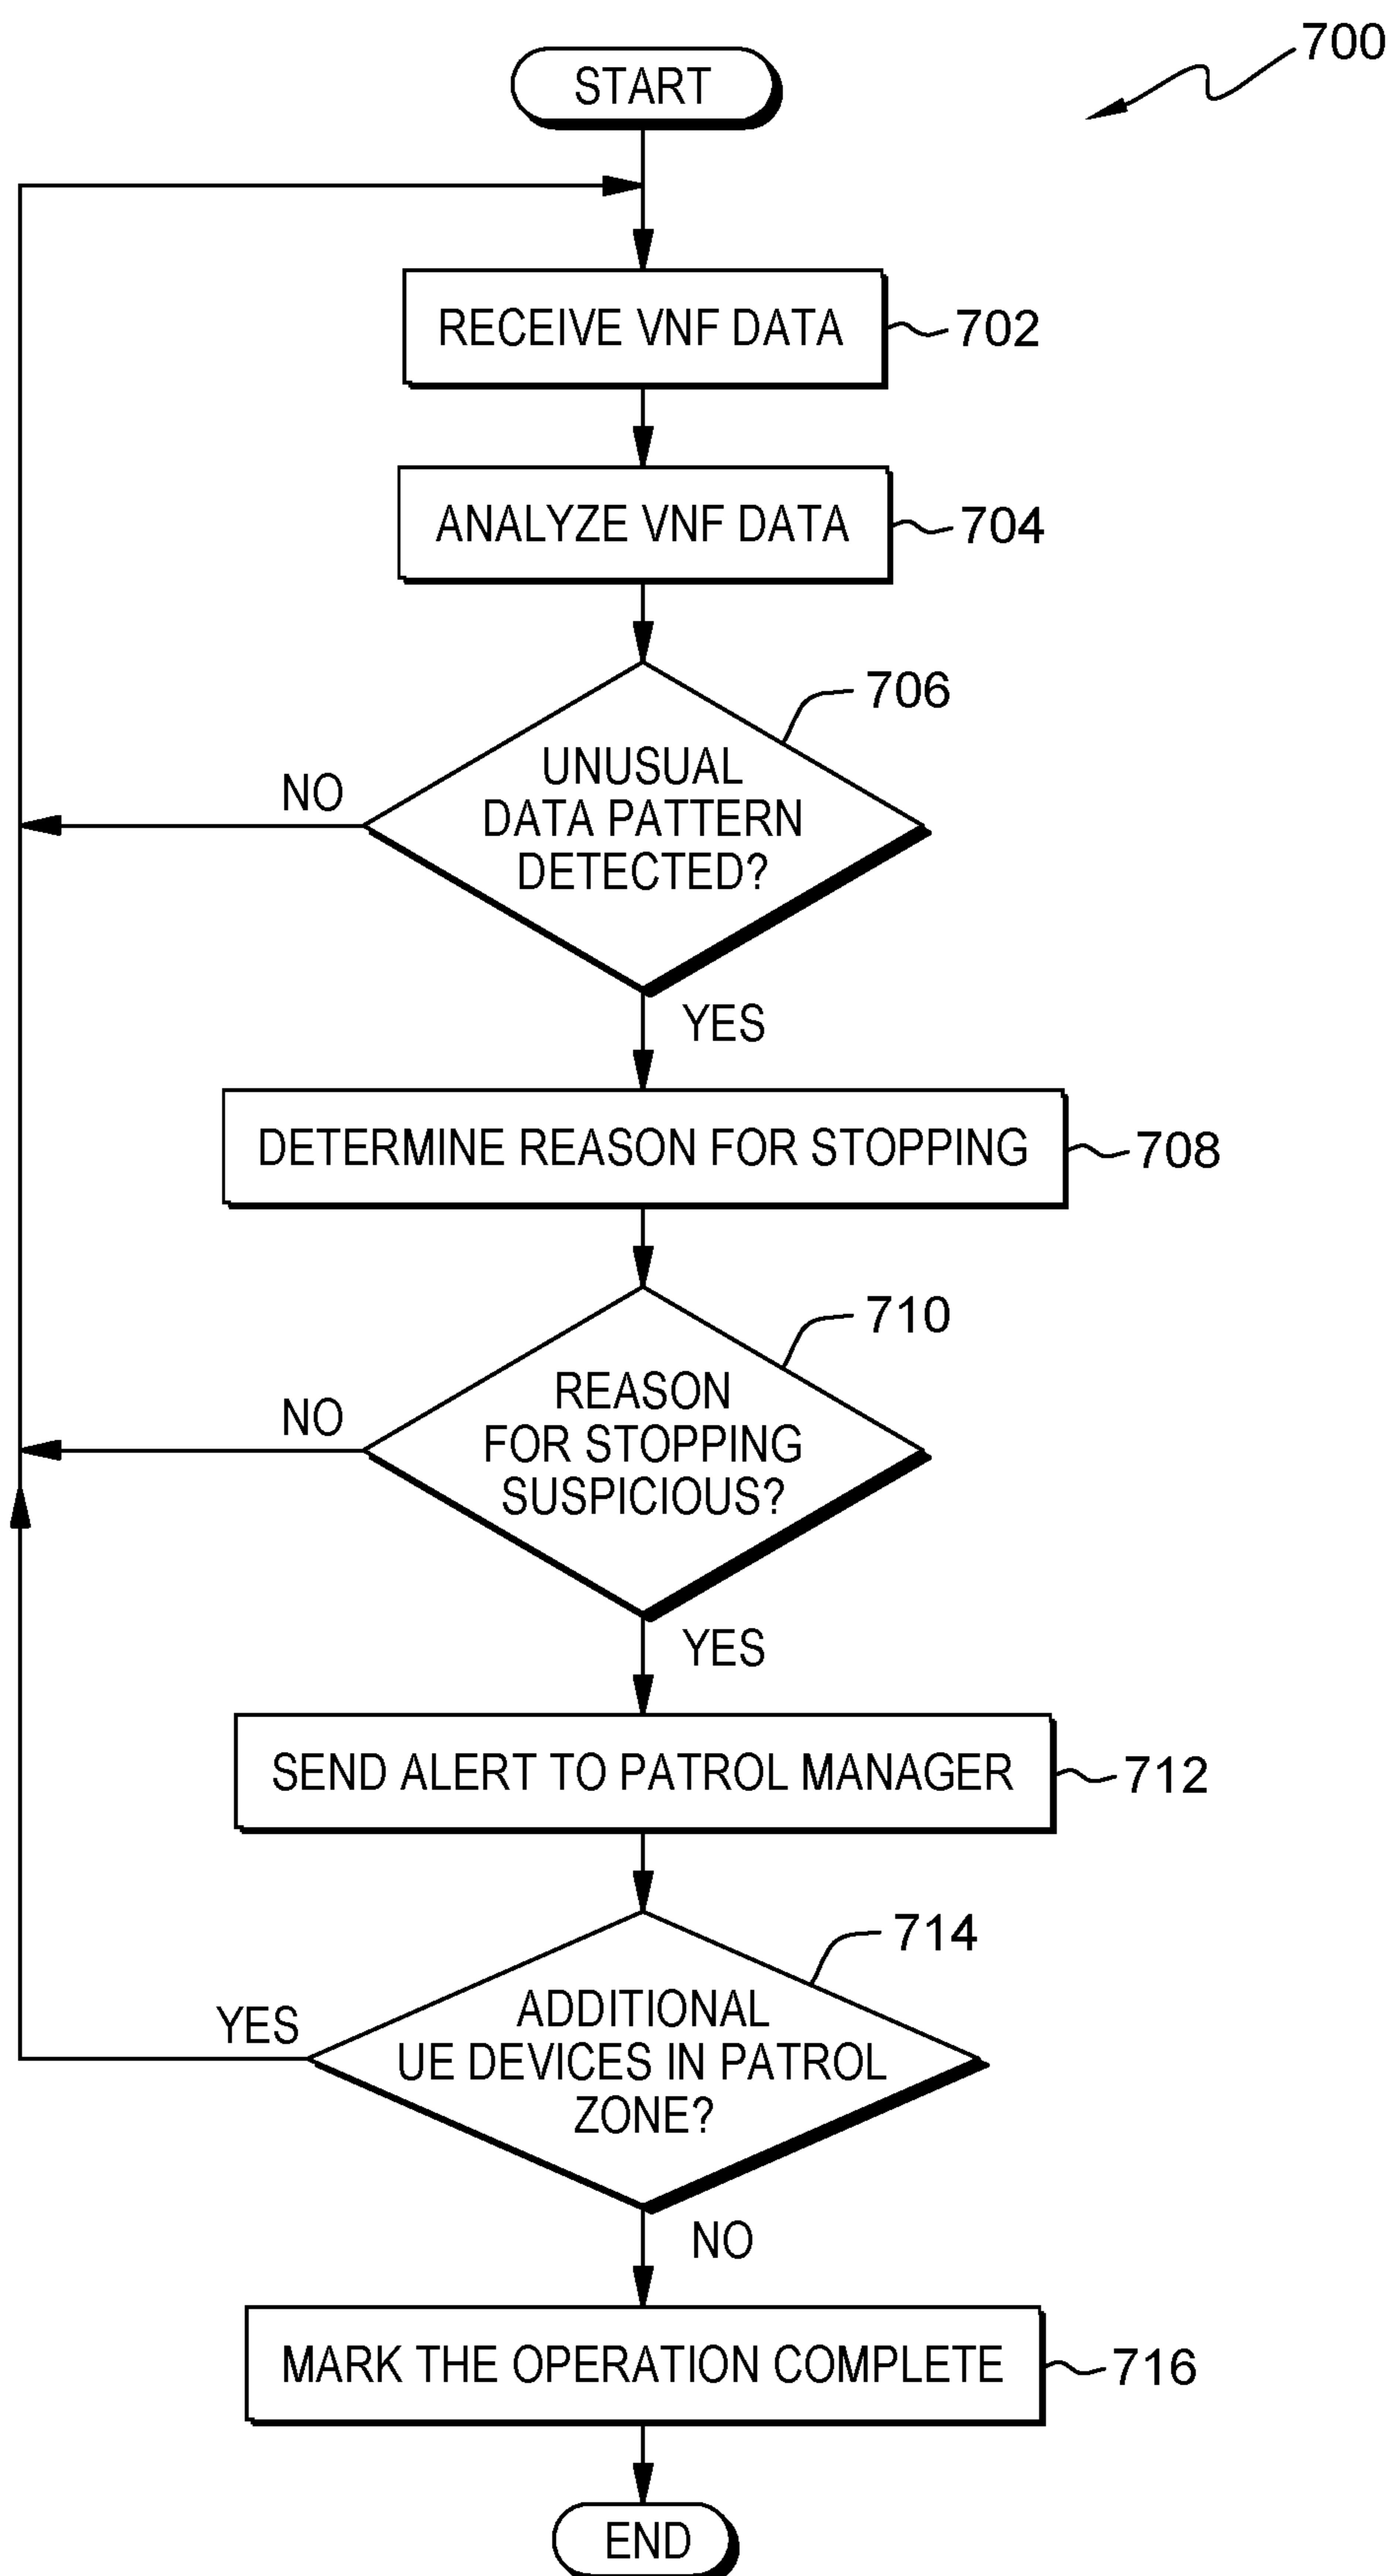 700
START
RECEIVE VNF DATA
702
ANALYZE VNF DATA
704
706
UNUSUAL
DATA PATTERN
DETECTED?
NO
YES
DETERMINE REASON FOR STOPPING
708
710
REASON
FOR STOPPING
SUSPICIOUS?
NO
YES
SEND ALERT TO PATROL MANAGER
712
714
ADDITIONAL
UE DEVICES IN PATROL
ZONE?
YES
NO
MARK THE OPERATION COMPLETE
716
END